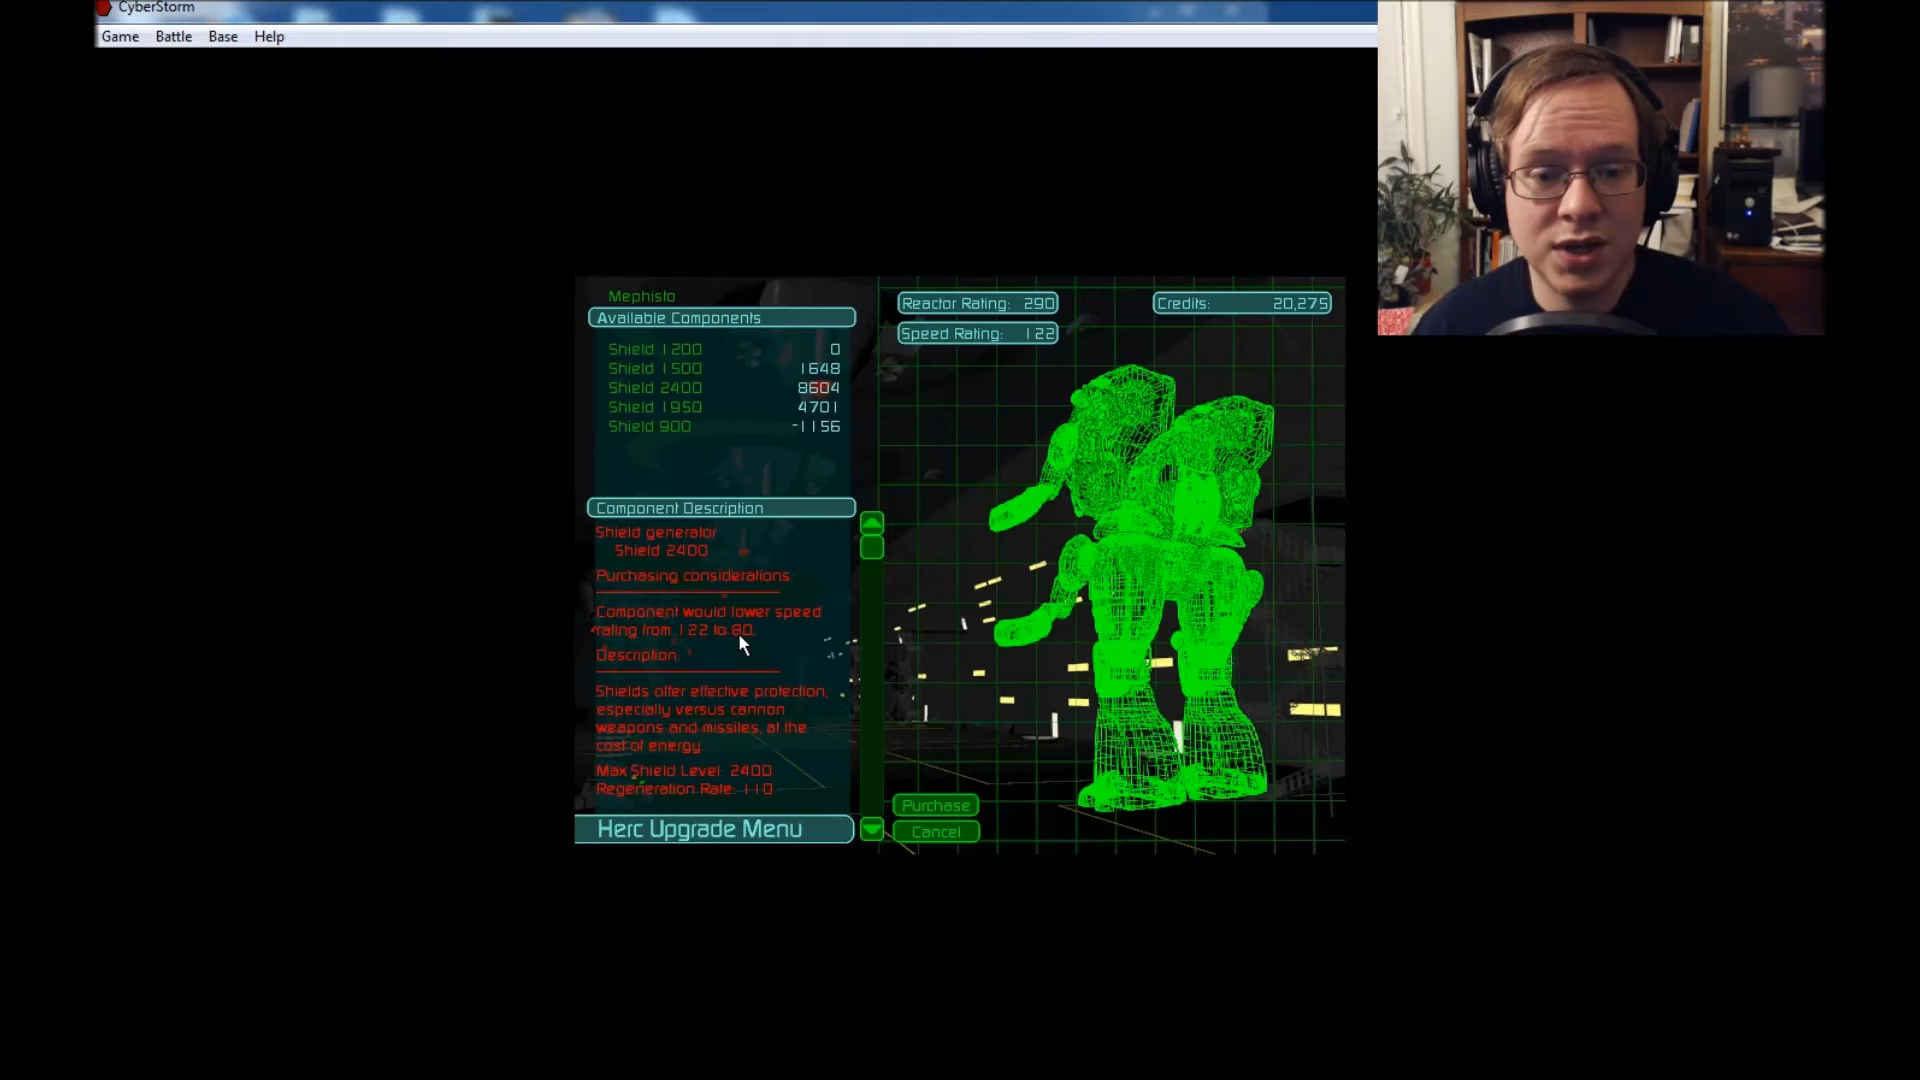 CyberStorm
Game Battle Base Help
Mephisto
Available Components
Shield 1200 0
Shield 1500 1648
Shield 2400 8604
Shield 1950 4701
Shield 900 -1156
Component Description
Shield generator
Shield 2400
Purchasing considerations:
Component would lower speed
rating from 122 to 80.
Description:
Shields offer effective protection,
especially versus cannon
weapons and missiles, at the
cost of energy.
Max Shield Level: 2400
Regeneration Rate: 110
Herc Upgrade Menu
Reactor Rating: 290
Speed Rating: 122
Credits: 20,275
Purchase
Cancel